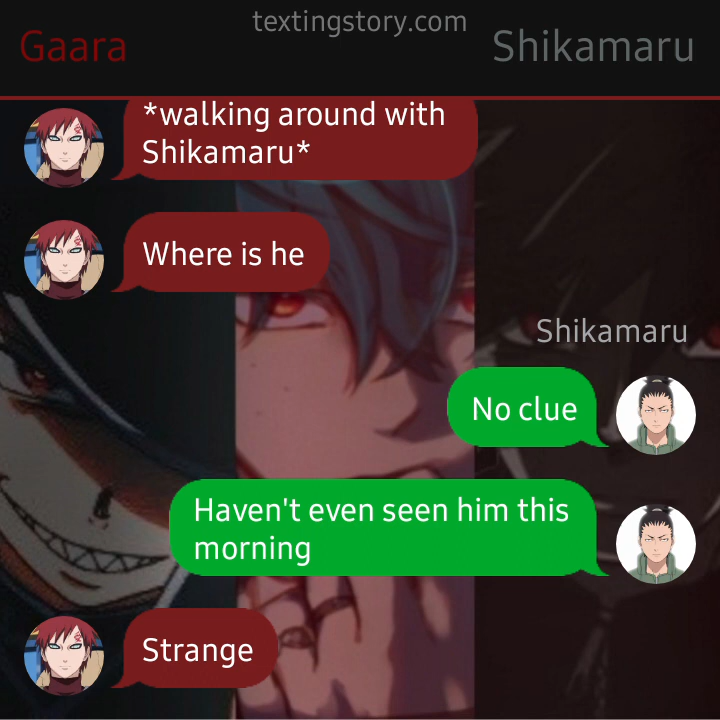 textingstory.com
Gaara
Shikamaru
*walking around with
Shikamaru*
Where is he
Shikamaru
No clue
Haven't even seen him this
morning
Strange